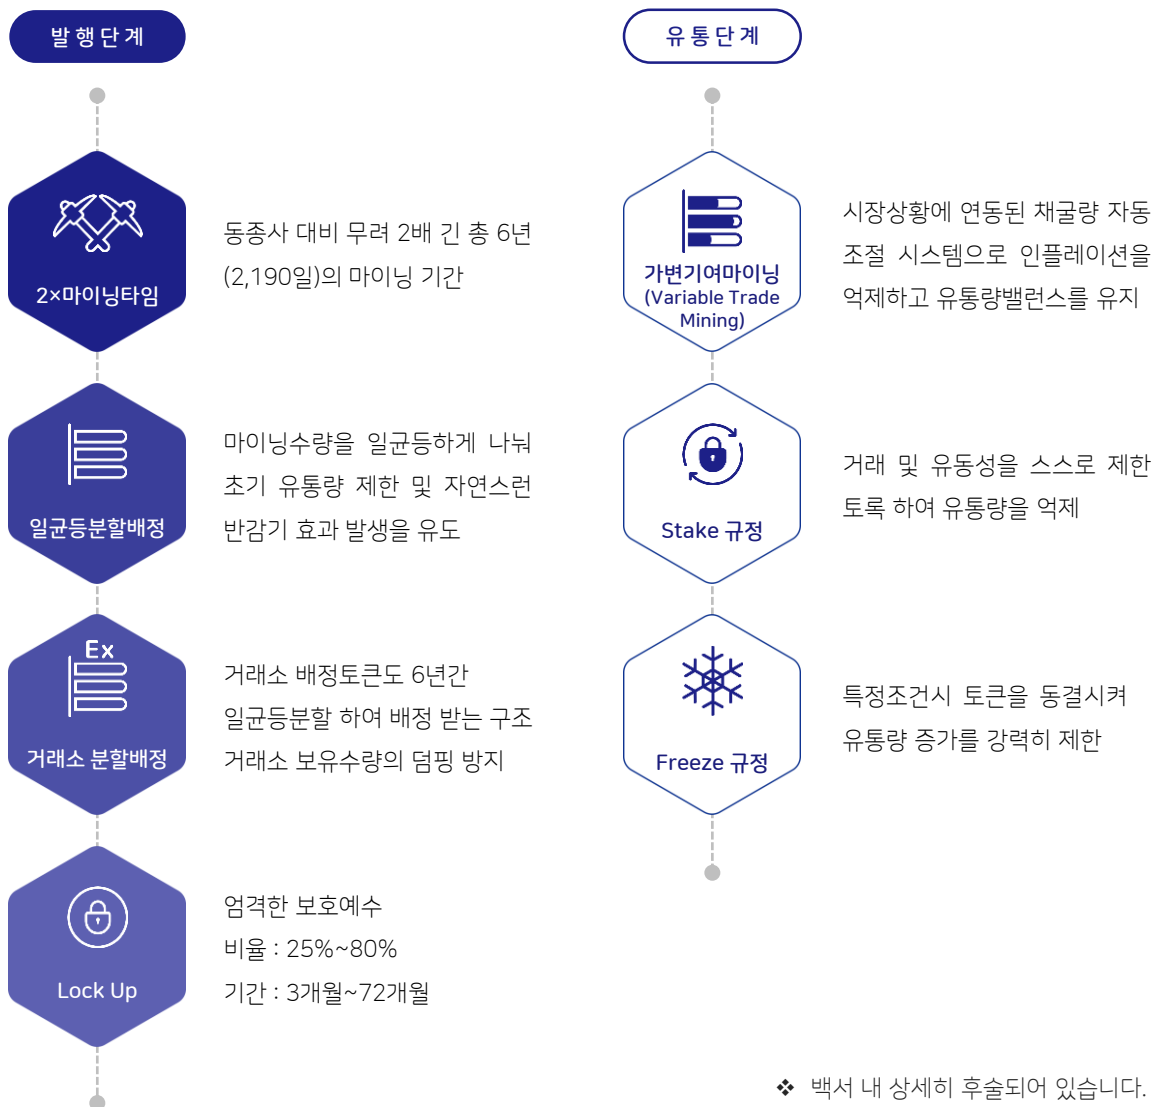 발행단계
2×마이닝타임
동종사 대비 무려 2배 긴 총 6년
(2,190일)의 마이닝 기간
일균등분할배정
마이닝수량을 일균등하게 나눠
초기 유통량 제한 및 자연스런
반감기 효과 발생을 유도
Ex
거래소 분할배정
거래소 배정토큰도 6년간
일균등분할 하여 배정 받는 구조
거래소 보유수량의 덤핑 방지
Lock Up
엄격한 보호예수
비율 : 25%~80%
기간 : 3개월~72개월
유통단계
가변기여마이닝
(Variable Trade
Mining)
시장상황에 연동된 채굴량 자동
조절 시스템으로 인플레이션을
억제하고 유통량밸런스를 유지
Stake 규정
거래 및 유동성을 스스로 제한
토록 하여 유통량을 억제
Freeze 규정
특정조건시 토큰을 동결시켜
유통량 증가를 강력히 제한
❖ 백서 내 상세히 후술되어 있습니다.